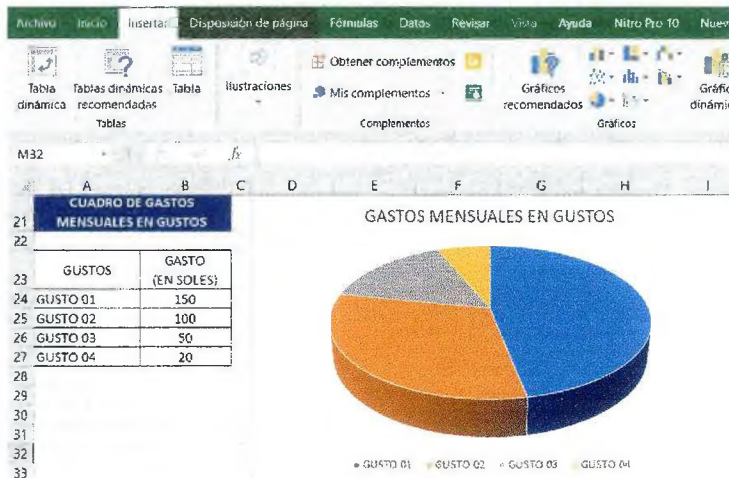 Archivo Inicio Insertar Disposición de página Fórmulas Datos Revisar Vista Ayuda Nitro Pro 10 Nuev
Tabla dinámica
Tablas dinámicas recomendadas
Tabla
Tablas
Ilustraciones
Obtener complementos
Mis complementos
Complementos
Gráficos recomendados
Gráficos
Gráfic
dinámi
M32 fx
A B C D E F G H I
21 CUADRO DE GASTOS
MENSUALES EN GUSTOS
GASTOS MENSUALES EN GUSTOS
22
23 GUSTOS GASTO
(EN SOLES)
24 GUSTO 01 150
25 GUSTO 02 100
26 GUSTO 03 50
27 GUSTO 04 20
28
29
30
31
32
33
GUSTO 01 GUSTO 02 GUSTO 03 GUSTO 04